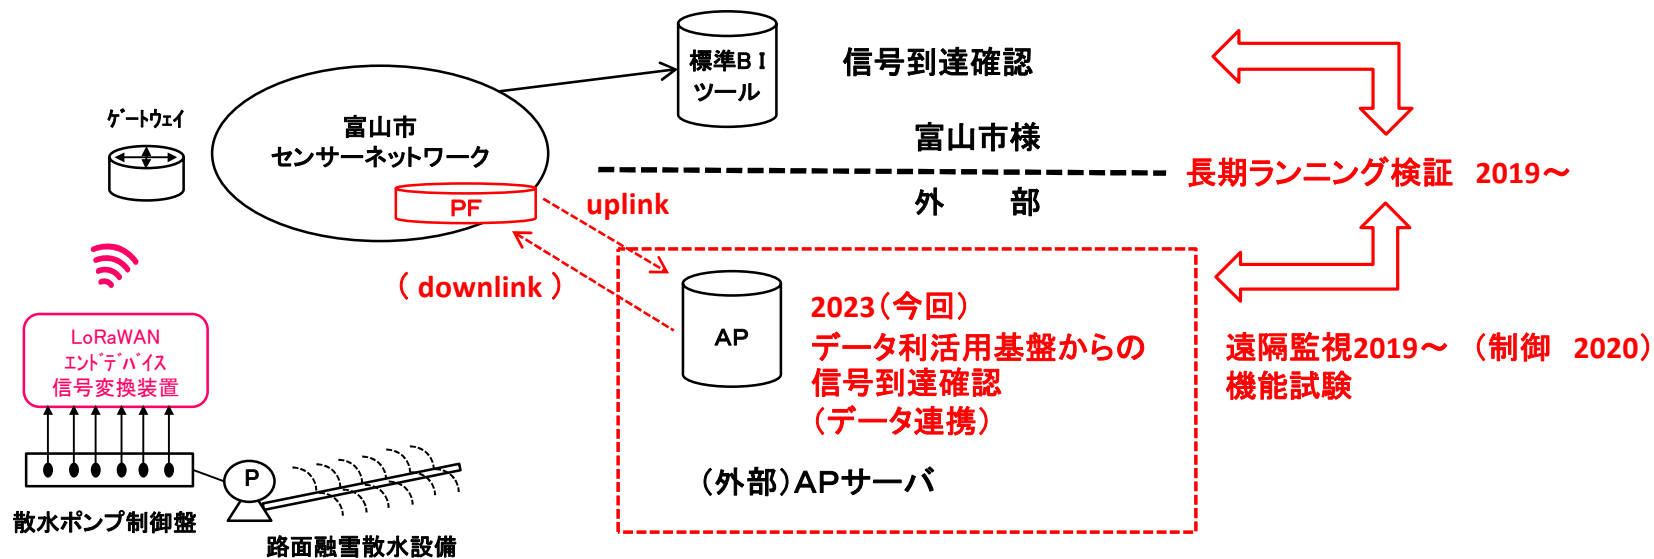 標準ＢＩ
ツール
信号到達確認
ｹﾞｰﾄｳｪｲ
富山市
センサーネットワーク
富山市様
長期ランニング検証 2019～
外　部
PF
uplink
（ downlink ）
AP
2023（今回）
データ利活用基盤からの
信号到達確認
（データ連携）
遠隔監視2019～ （制御 2020）
機能試験
LoRaWAN
ｴﾝﾄﾞﾃﾞﾊﾞｲｽ
信号変換装置
P
（外部）ＡＰサーバ
散水ポンプ制御盤
路面融雪散水設備